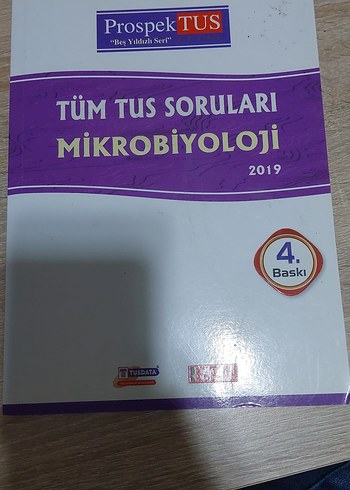 ProspekTUS
"Beş Yıldızlı Seri"
TÜM TUS SORULARI
MİKROBİYOLOJİ
2019
4.
Baskı
TUSDATA